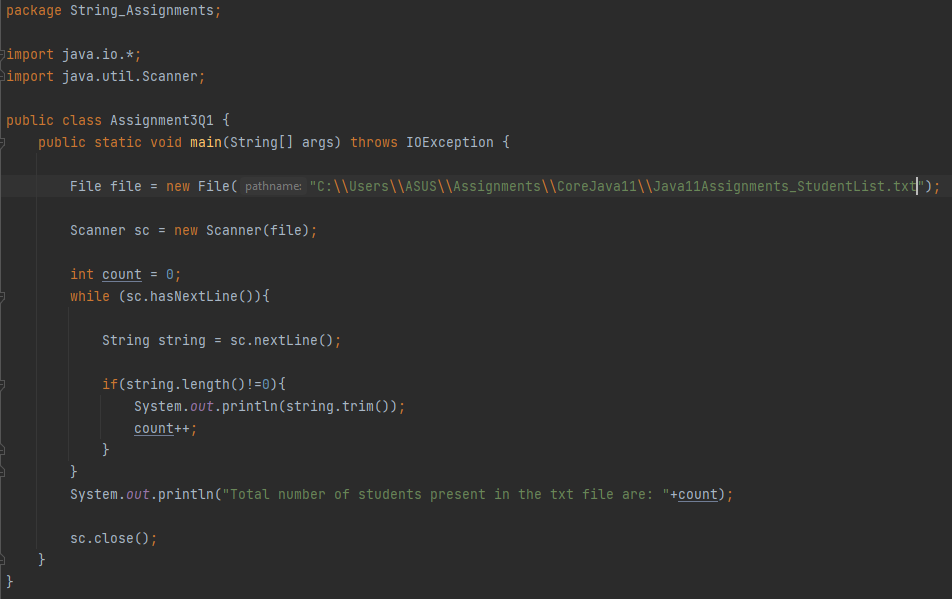 package String_Assignments;
import java.io.*;
import java.util.Scanner;
public class Assignment3Q1 {
public static void main(String[] args) throws IOException {
File file = new File( pathname: "C:\\Users\\ASUS\\Assignments\\CoreJava11\\Java11Assignments_StudentList.txt");
Scanner sc = new Scanner(file);
int count = 0;
while (sc.hasNextLine()){
String string = sc.nextLine();
if(string.length()!=0){
System.out.println(string.trim());
count++;
}
}
System.out.println("Total number of students present in the txt file are: "+count);
sc.close();
}
}